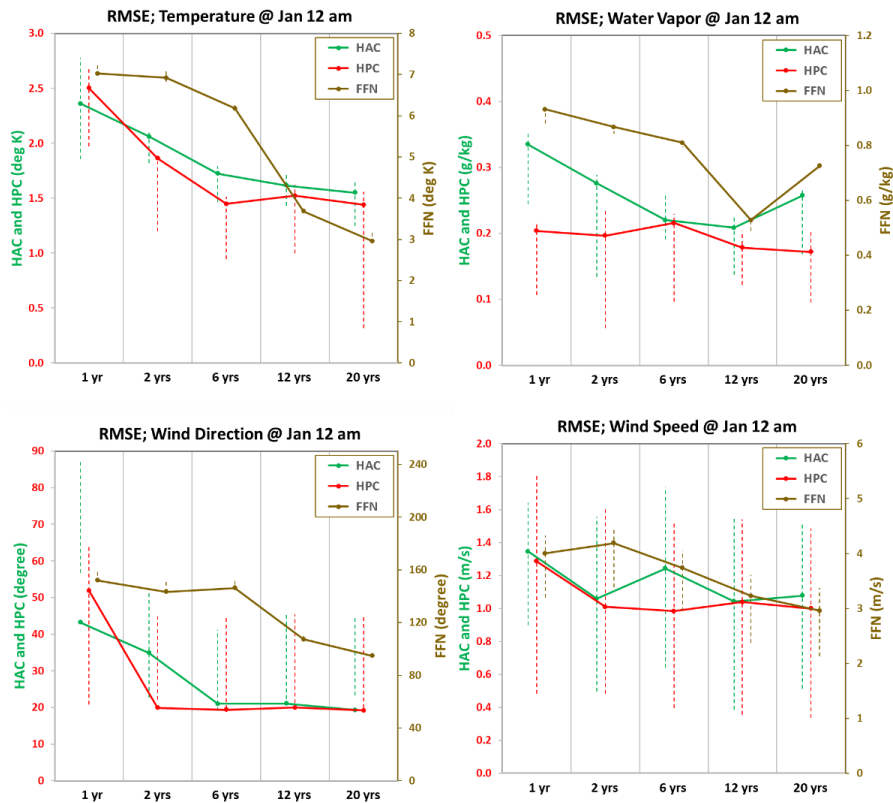 RMSE; Temperature @ Jan 12 am
HAC and HPC (deg K)
3.0
2.5
2.0
1.5
1.0
0.5
0.0
HAC
HPC
FFN
8
7
6
5
4
3
2
1
0
FFN (deg K)
1 yr 2 yrs 6 yrs 12 yrs 20 yrs
RMSE; Water Vapor @ Jan 12 am
HAC and HPC (g/kg)
0.5
0.4
0.3
0.2
0.1
0.0
HAC
HPC
FFN
1.2
1.0
0.8
0.6
0.4
0.2
0.0
FFN (g/kg)
1 yr 2 yrs 6 yrs 12 yrs 20 yrs
RMSE; Wind Direction @ Jan 12 am
HAC and HPC (degree)
90
80
70
60
50
40
30
20
10
0
HAC
HPC
FFN
240
200
160
120
80
40
0
FFN (degree)
1 yr 2 yrs 6 yrs 12 yrs 20 yrs
RMSE; Wind Speed @ Jan 12 am
HAC and HPC (m/s)
2.0
1.8
1.6
1.4
1.2
1.0
0.8
0.6
0.4
0.2
0.0
HAC
HPC
FFN
6
5
4
3
2
1
0
FFN (m/s)
1 yr 2 yrs 6 yrs 12 yrs 20 yrs